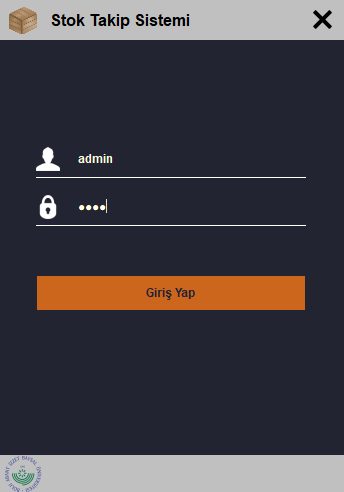 Stok Takip Sistemi
admin
••••
Giriş Yap